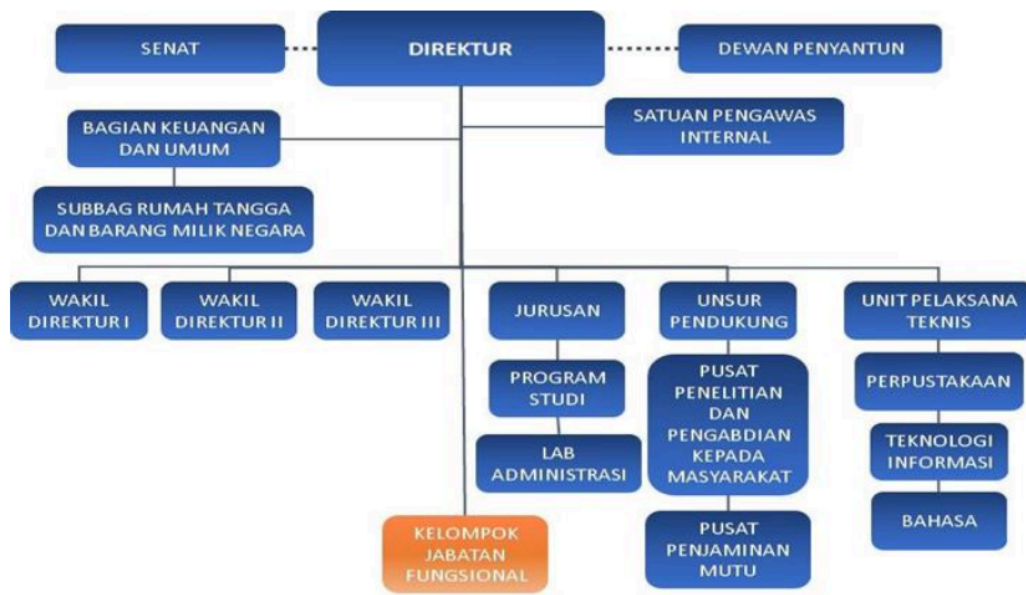 SENAT
DIREKTUR
DEWAN PENYANTUN
BAGIAN KEUANGAN
DAN UMUM
SATUAN PENGAWAS
INTERNAL
SUBBAG RUMAH TANGGA
DAN BARANG MILIK NEGARA
WAKIL
DIREKTUR I
WAKIL
DIREKTUR II
WAKIL
DIREKTUR III
JURUSAN
UNSUR
PENDUKUNG
UNIT PELAKSANA
TEKNIS
PROGRAM
STUDI
LAB
ADMINISTRASI
PUSAT
PENELITIAN
DAN
PENGABDIAN
KEPADA
MASYARAKAT
PUSAT
PENJAMINAN
MUTU
PERPUSTAKAAN
TEKNOLOGI
INFORMASI
BAHASA
KELOMPOK
JABATAN
FUNGSIONAL